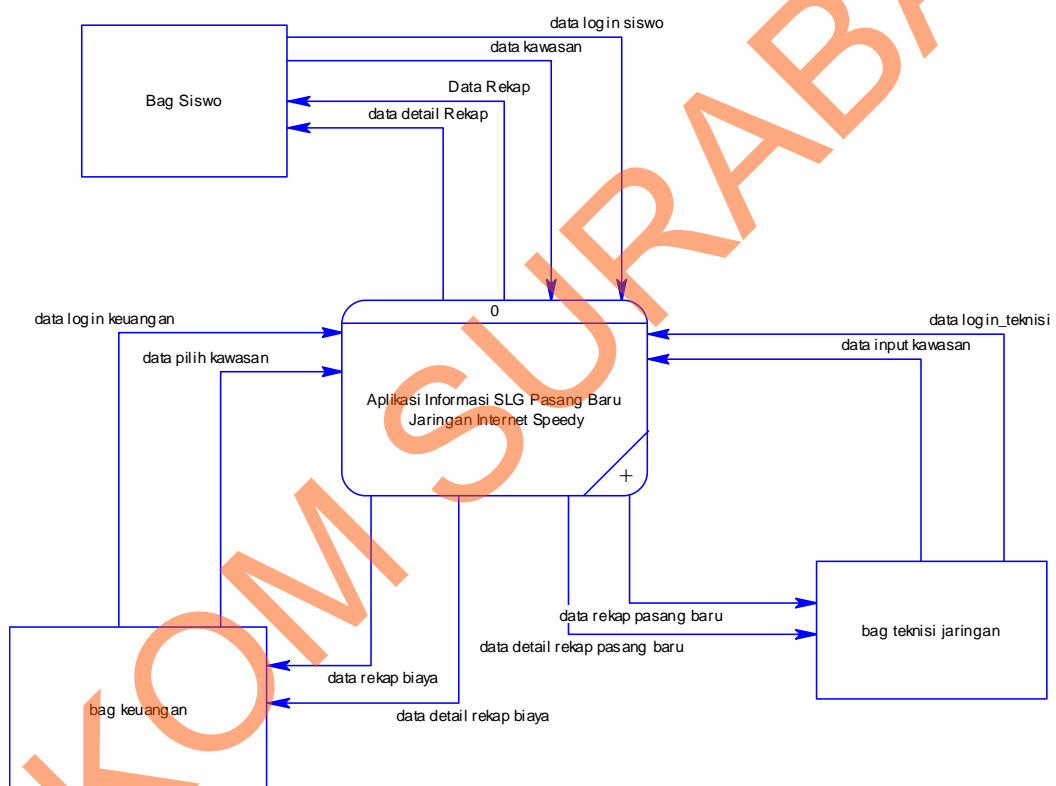 data login siswo
data kawasan
Data Rekap
data detail Rekap
Bag Siswo
0
Aplikasi Informasi SLG Pasang Baru
Jaringan Internet Speedy
+
data login keuangan
data pilih kawasan
data login_teknisi
data input kawasan
data rekap pasang baru
data detail rekap pasang baru
bag teknisi jaringan
data rekap biaya
data detail rekap biaya
bag keuangan
KOM SURABA